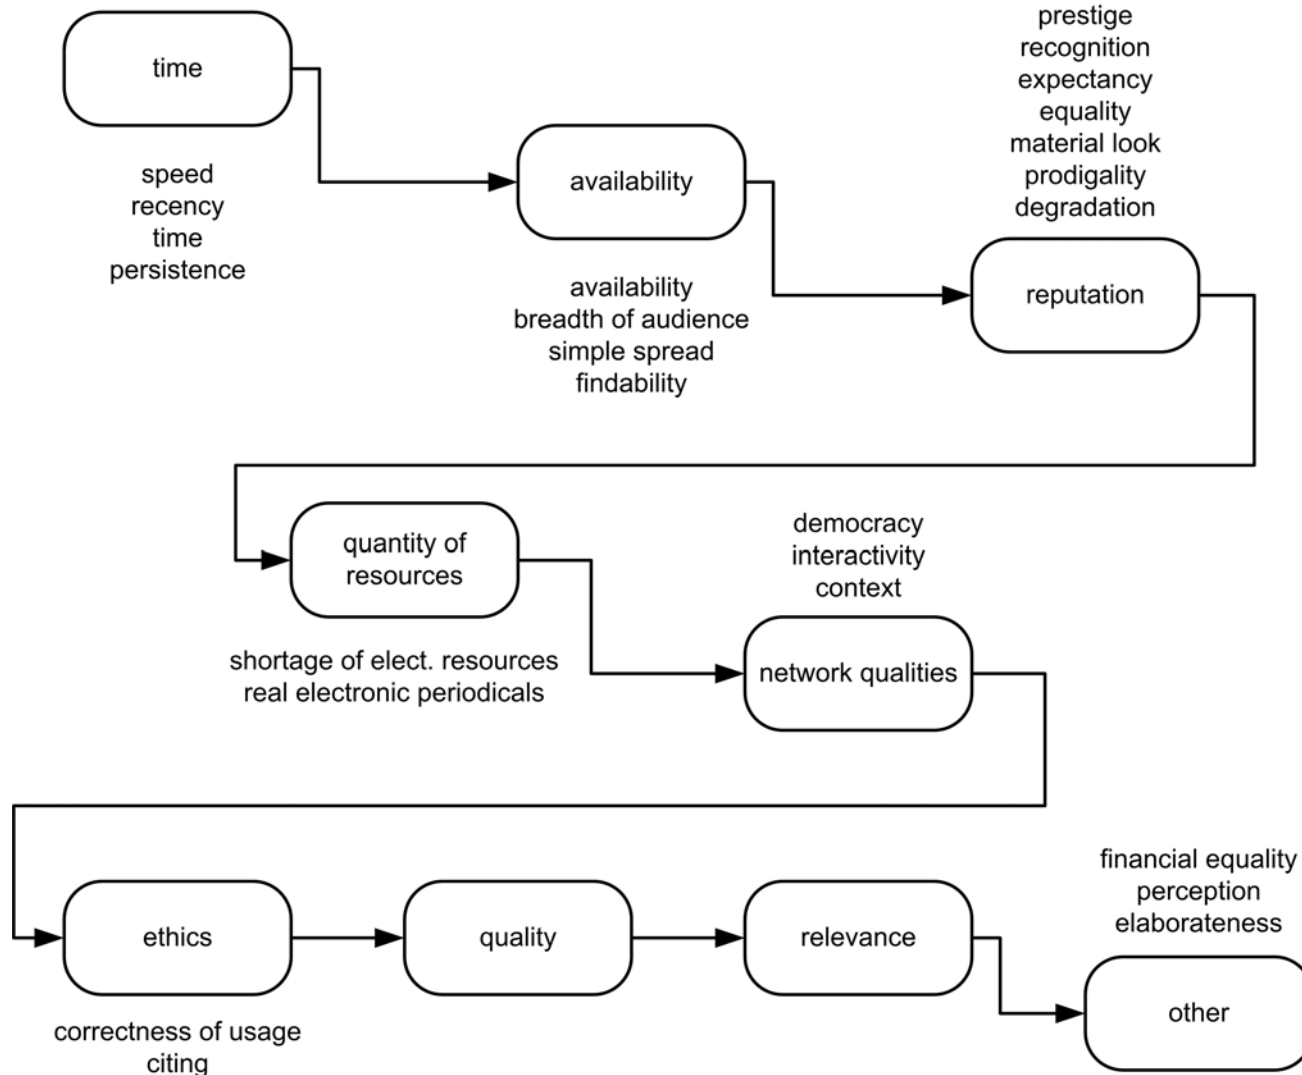 time
speed
recency
time
persistence
availability
availability
breadth of audience
simple spread
findability
prestige
recognition
expectancy
equality
material look
prodigality
degradation
reputation
quantity of
resources
shortage of elect. resources
real electronic periodicals
democracy
interactivity
context
network qualities
ethics
correctness of usage
citing
quality
relevance
financial equality
perception
elaborateness
other